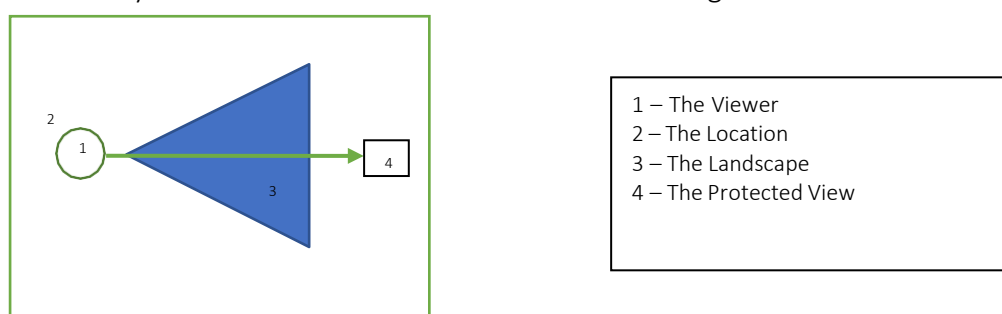 2
1
3
4
1 – The Viewer
2 – The Location
3 – The Landscape
4 – The Protected View